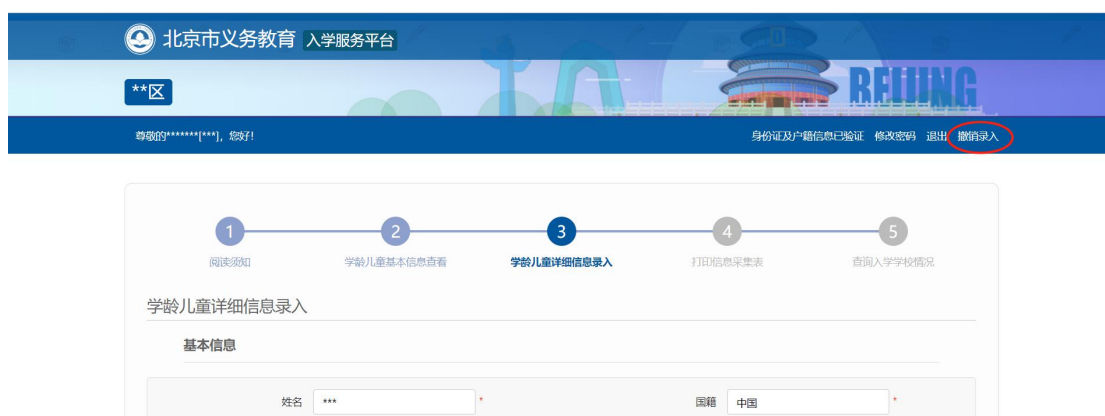 北京市义务教育 入学服务平台
**区
BEIJING
尊敬的*******[***]，您好！ 身份证及户籍信息已验证 修改密码 退出 撤销录入
1 2 3 4 5
阅读须知 学龄儿童基本信息查看 学龄儿童详细信息录入 打印信息采集表 查询入学学校情况
学龄儿童详细信息录入
基本信息
姓名 *** * 国籍 中国 *